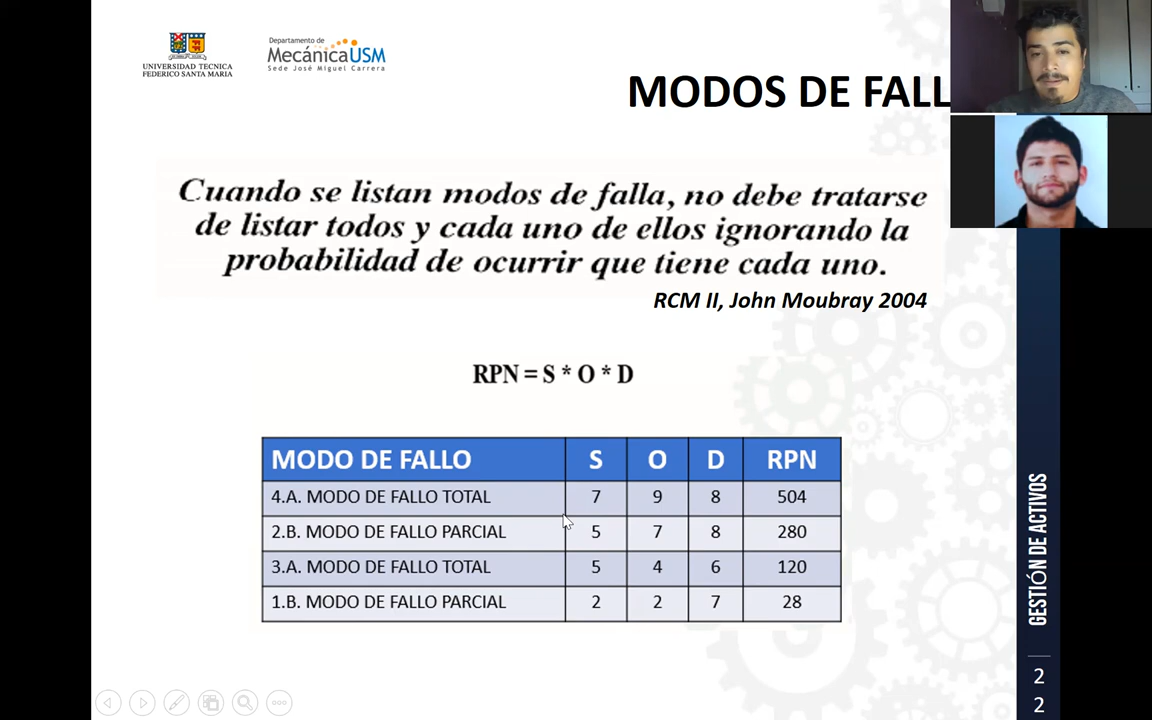 UNIVERSIDAD TECNICA
FEDERICO SANTA MARIA
Departamento de
MecánicaUSM
Sede José Miguel Carrera
MODOS DE FALL
Cuando se listan modos de falla, no debe tratarse
de listar todos y cada uno de ellos ignorando la
probabilidad de ocurrir que tiene cada uno.
RCM II, John Moubray 2004
RPN = S * O * D
MODO DE FALLO S O D RPN
4.A. MODO DE FALLO TOTAL 7 9 8 504
2.B. MODO DE FALLO PARCIAL 5 7 8 280
3.A. MODO DE FALLO TOTAL 5 4 6 120
1.B. MODO DE FALLO PARCIAL 2 2 7 28
GESTIÓN DE ACTIVOS
2
2